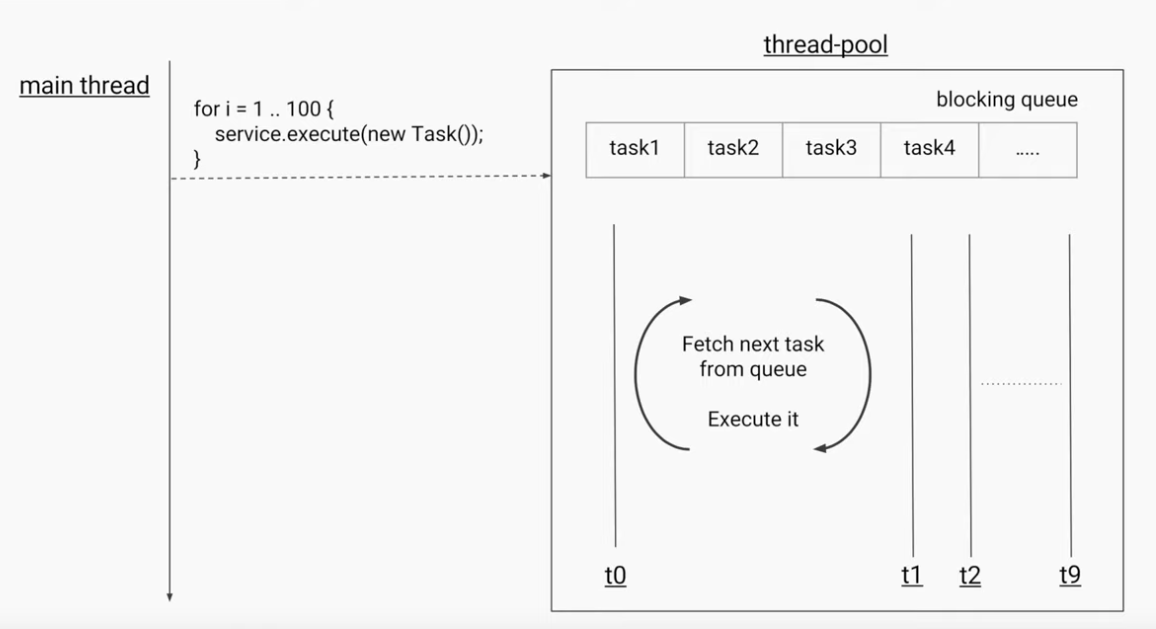 thread-pool
main thread
for i = 1 .. 100 {
service.execute(new Task());
}
blocking queue
task1 task2 task3 task4 .....
Fetch next task
from queue
Execute it
t0 t1 t2 t9